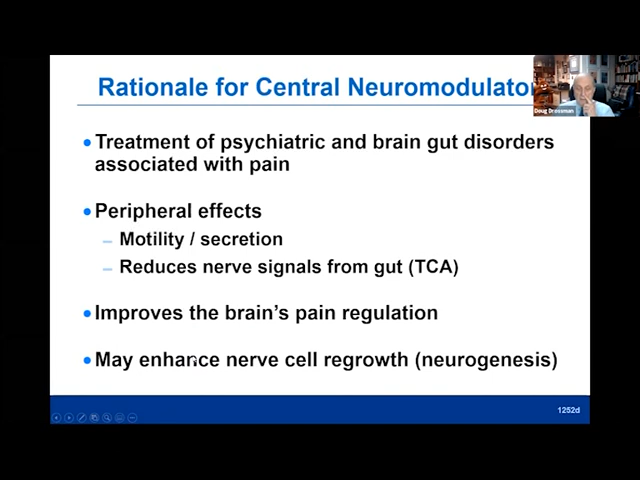 Rationale for Central Neuromodulato
Doug Drossman
• Treatment of psychiatric and brain gut disorders
associated with pain
• Peripheral effects
– Motility / secretion
– Reduces nerve signals from gut (TCA)
• Improves the brain's pain regulation
• May enhance nerve cell regrowth (neurogenesis)
1252d